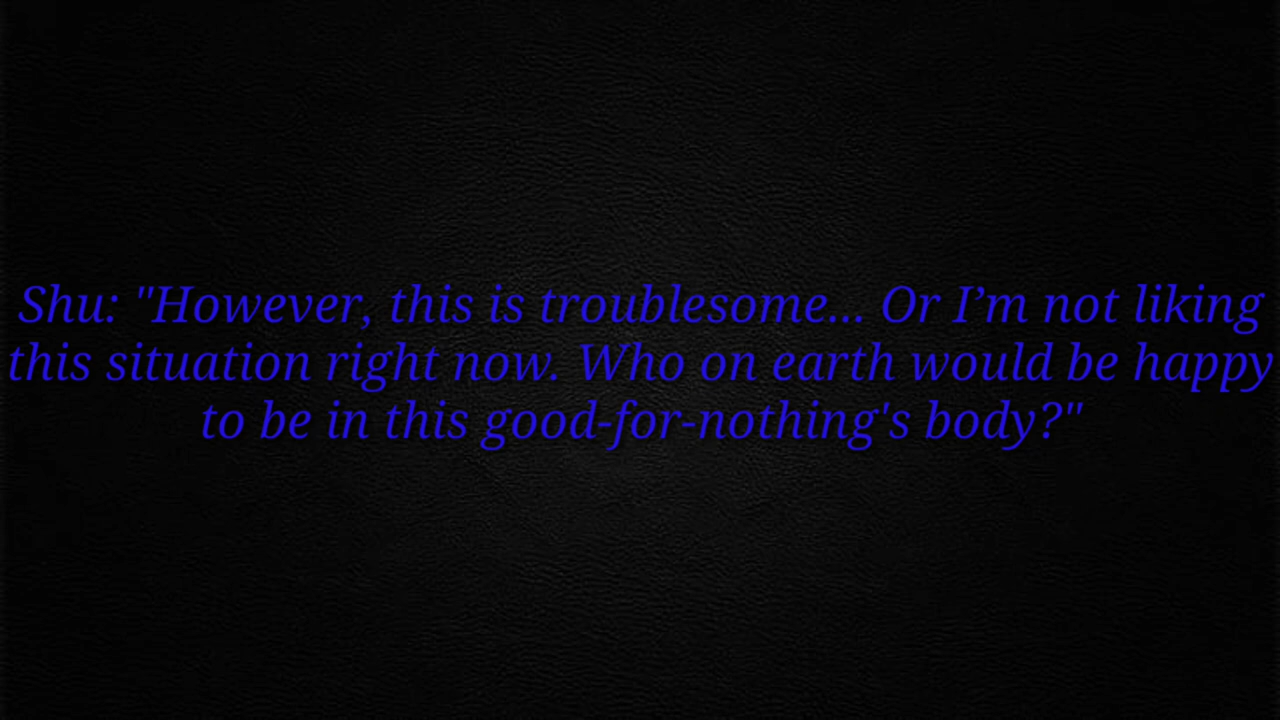 Shu: "However, this is troublesome... Or I’m not liking
this situation right now. Who on earth would be happy
to be in this good-for-nothing's body?"